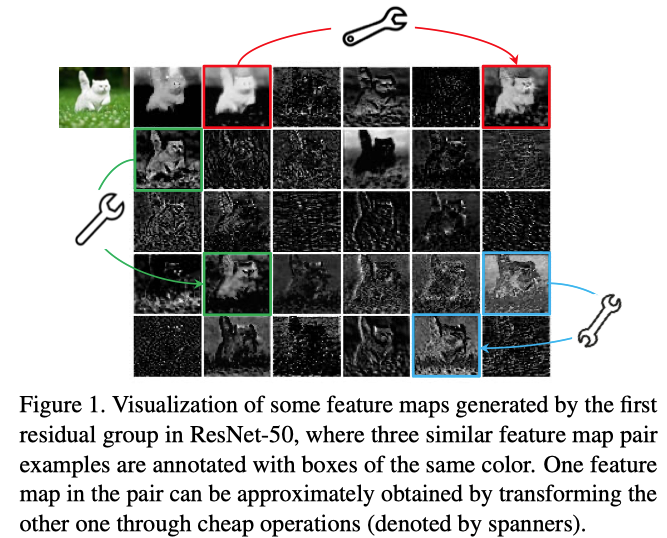 Figure 1. Visualization of some feature maps generated by the first
residual group in ResNet-50, where three similar feature map pair
examples are annotated with boxes of the same color. One feature
map in the pair can be approximately obtained by transforming the
other one through cheap operations (denoted by spanners).